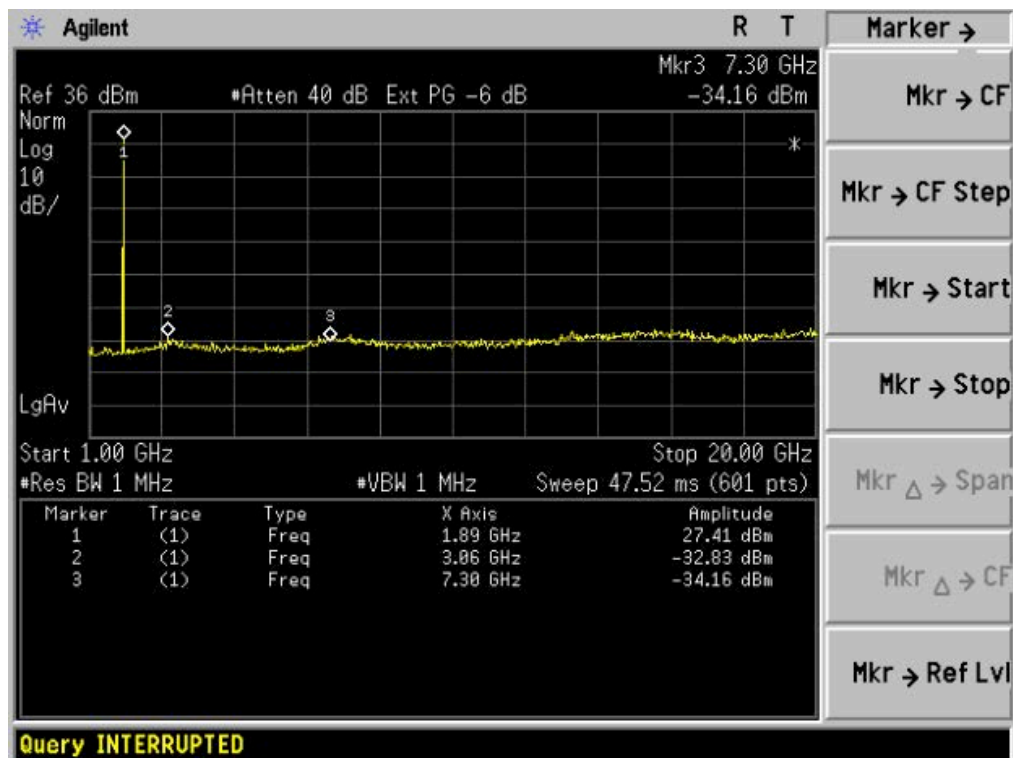 Agilent R T Marker →
Mkr3 7.30 GHz
Ref 36 dBm #Atten 40 dB Ext PG -6 dB -34.16 dBm
Norm
Log
10
dB/
1
*
2
3
LgAv
Start 1.00 GHz Stop 20.00 GHz
#Res BW 1 MHz #VBW 1 MHz Sweep 47.52 ms (601 pts)
Marker Trace Type X Axis Amplitude
1 (1) Freq 1.89 GHz 27.41 dBm
2 (1) Freq 3.06 GHz -32.83 dBm
3 (1) Freq 7.30 GHz -34.16 dBm
Mkr → CF
Mkr → CF Step
Mkr → Start
Mkr → Stop
Mkr △ → Span
Mkr △ → CF
Mkr → Ref Lvl
Query INTERRUPTED